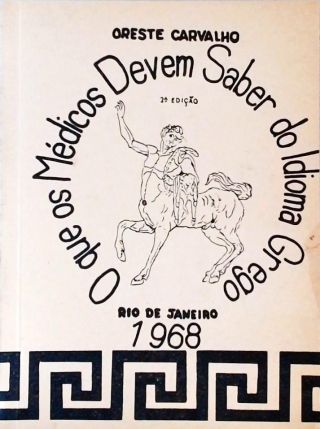 ORESTE CARVALHO
O que os Médicos Devem Saber do Idioma Grego
2ª EDIÇÃO
RIO DE JANEIRO
1968